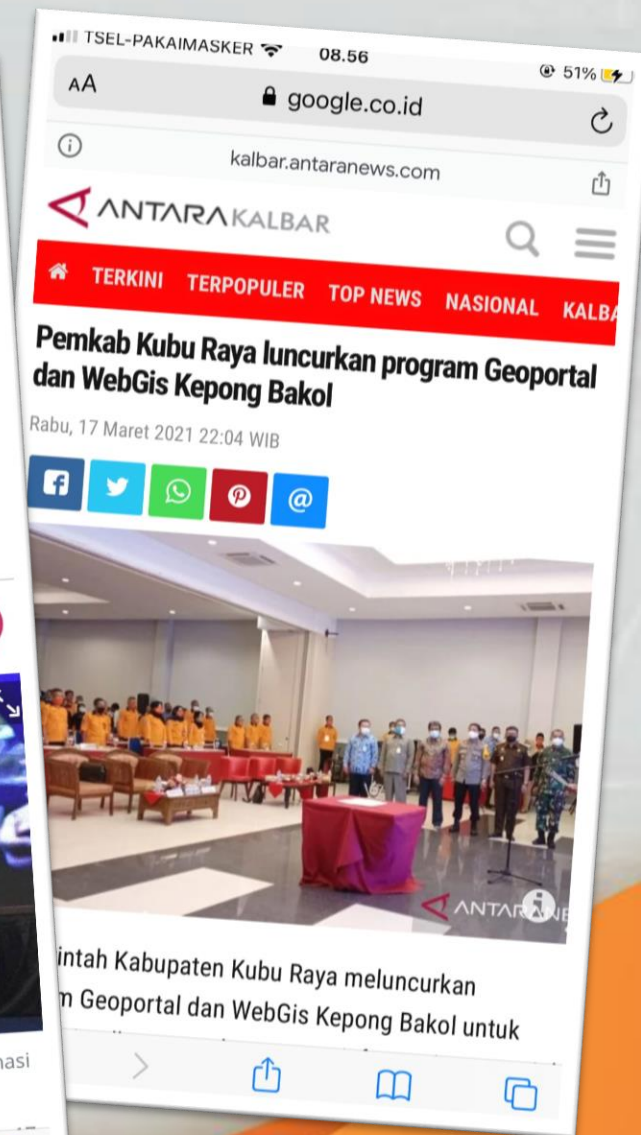 TSEL-PAKAIMASKER 08.56 51%
AA google.co.id
kalbar.antaranews.com
ANTARA KALBAR
TERKINI TERPOPULER TOP NEWS NASIONAL
Pemkab Kubu Raya luncurkan program Geoportal
dan WebGis Kepong Bakol
Rabu, 17 Maret 2021 22:04 WIB
intah Kabupaten Kubu Raya meluncurkan
m Geoportal dan WebGis Kepong Bakol untuk